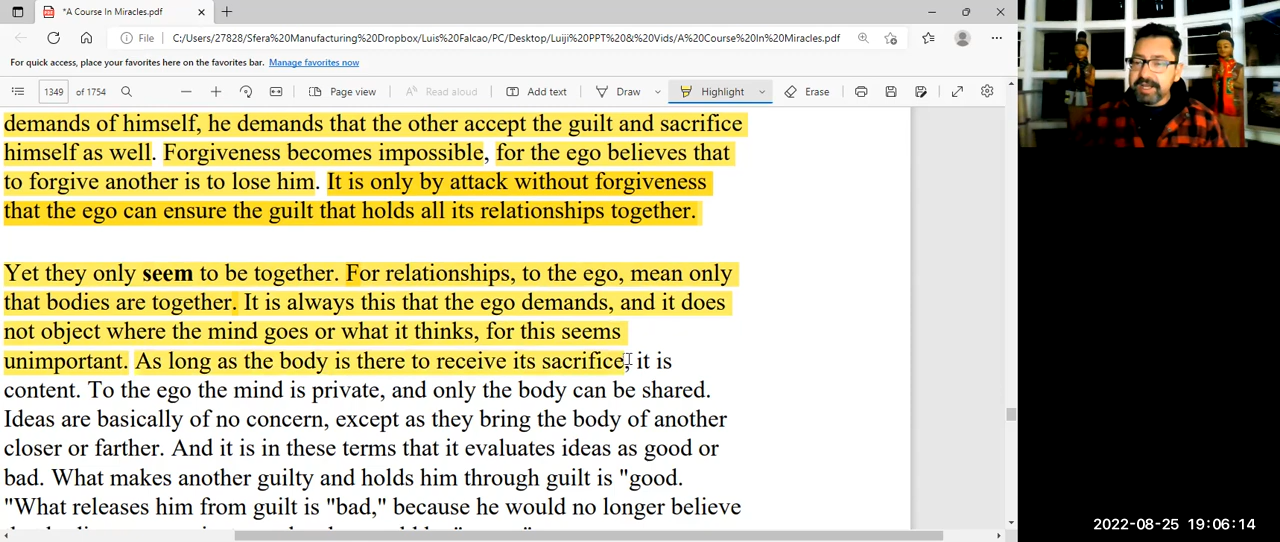 *A Course In Miracles.pdf
File
C:/Users/27828/Sfera%20Manufacturing%20Dropbox/Luis%20Falcao/PC/Desktop/Luiji%20PPT%20&%20Vids/A%20Course%20In%20Miracles.pdf
For quick access, place your favorites here on the favorites bar. Manage favorites now
1349 of 1754 Page view Read aloud Add text Draw Highlight Erase
demands of himself, he demands that the other accept the guilt and sacrifice
himself as well. Forgiveness becomes impossible, for the ego believes that
to forgive another is to lose him. It is only by attack without forgiveness
that the ego can ensure the guilt that holds all its relationships together.
Yet they only seem to be together. For relationships, to the ego, mean only
that bodies are together. It is always this that the ego demands, and it does
not object where the mind goes or what it thinks, for this seems
unimportant. As long as the body is there to receive its sacrifice, it is
content. To the ego the mind is private, and only the body can be shared.
Ideas are basically of no concern, except as they bring the body of another
closer or farther. And it is in these terms that it evaluates ideas as good or
bad. What makes another guilty and holds him through guilt is "good.
"What releases him from guilt is "bad," because he would no longer believe
2022-08-25 19:06:14